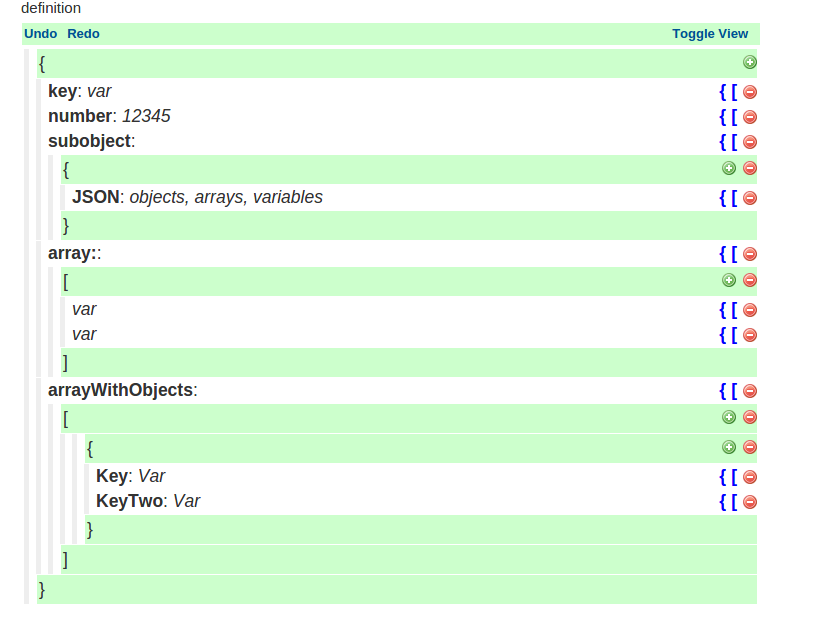 definition
Undo Redo Toggle View
{
key: var { [
number: 12345 { [
subobject: { [
{
JSON: objects, arrays, variables { [
}
array:: { [
[
var { [
var { [
]
arrayWithObjects: { [
[
{
Key: Var { [
KeyTwo: Var { [
}
]
}